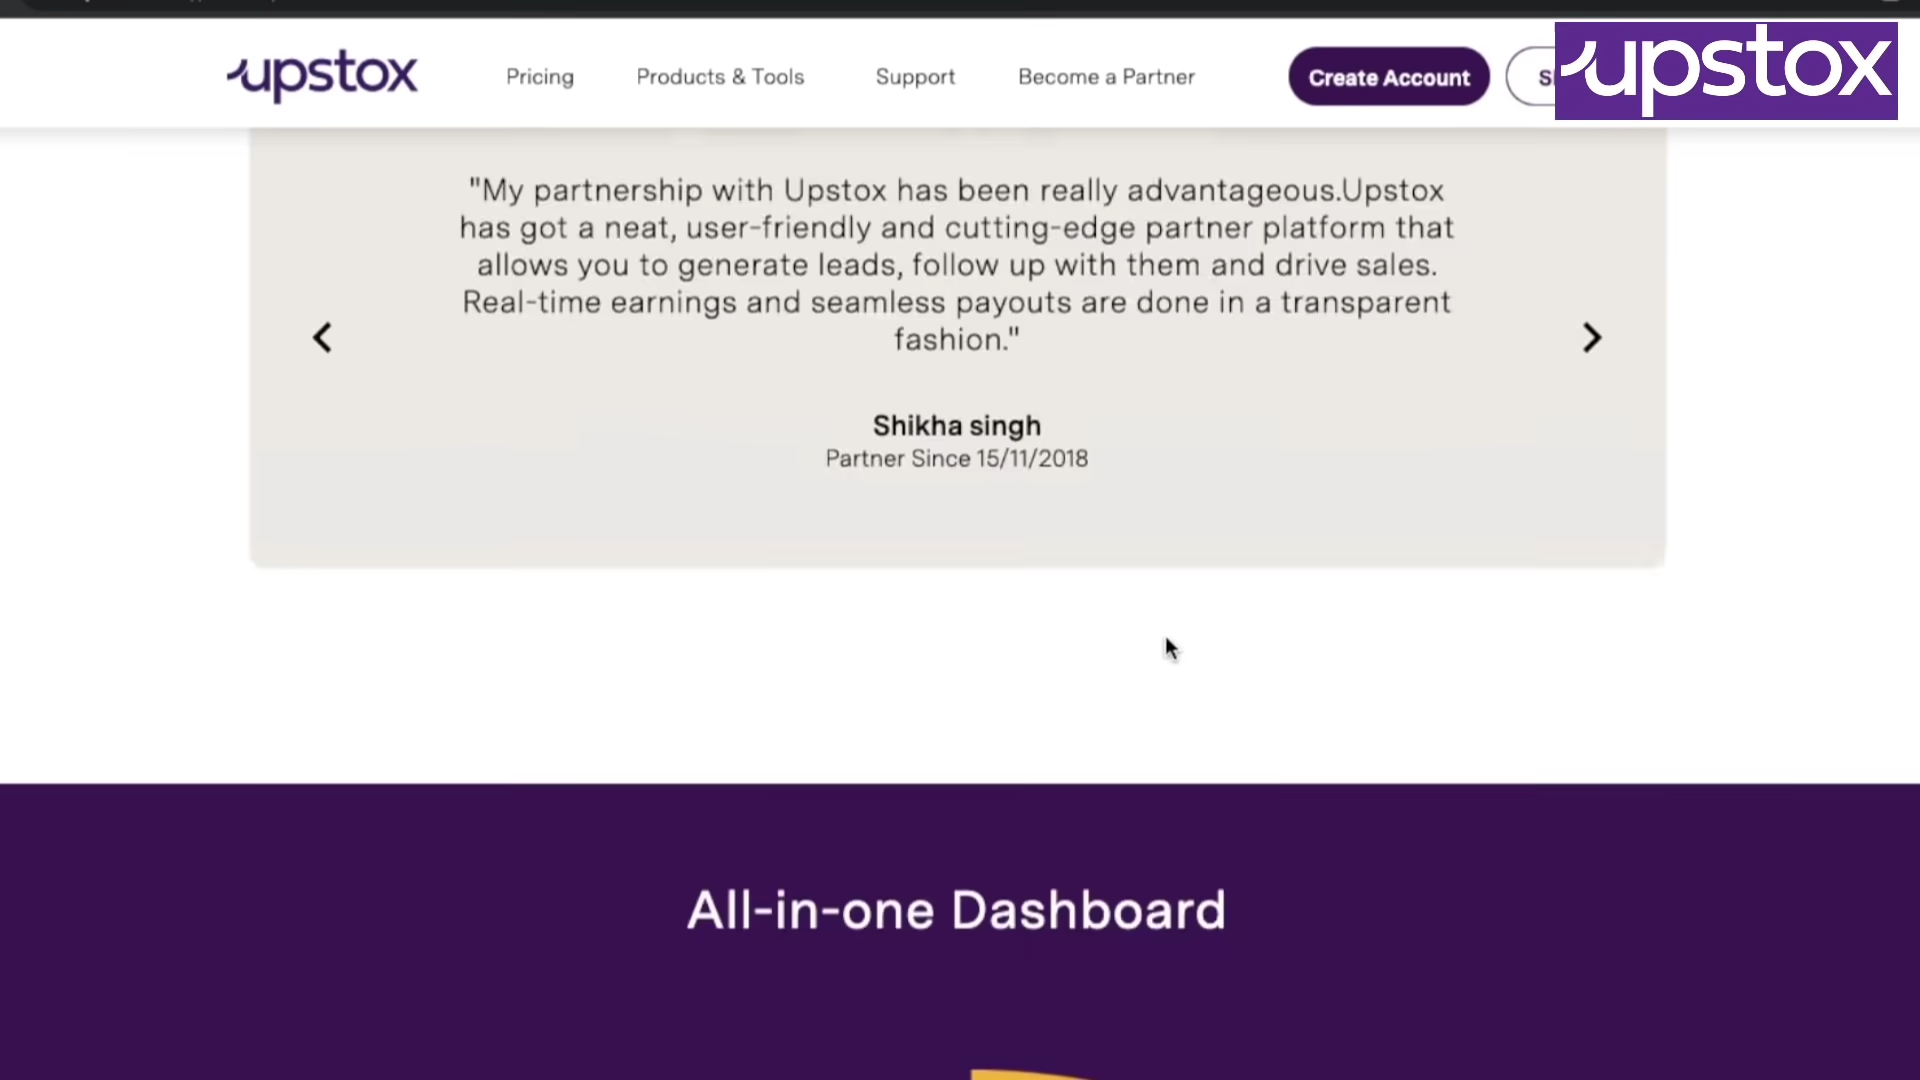 upstox
Pricing
Products & Tools
Support
Become a Partner
Create Account
upstox
"My partnership with Upstox has been really advantageous.Upstox
has got a neat, user-friendly and cutting-edge partner platform that
allows you to generate leads, follow up with them and drive sales.
Real-time earnings and seamless payouts are done in a transparent
fashion."
Shikha singh
Partner Since 15/11/2018
All-in-one Dashboard